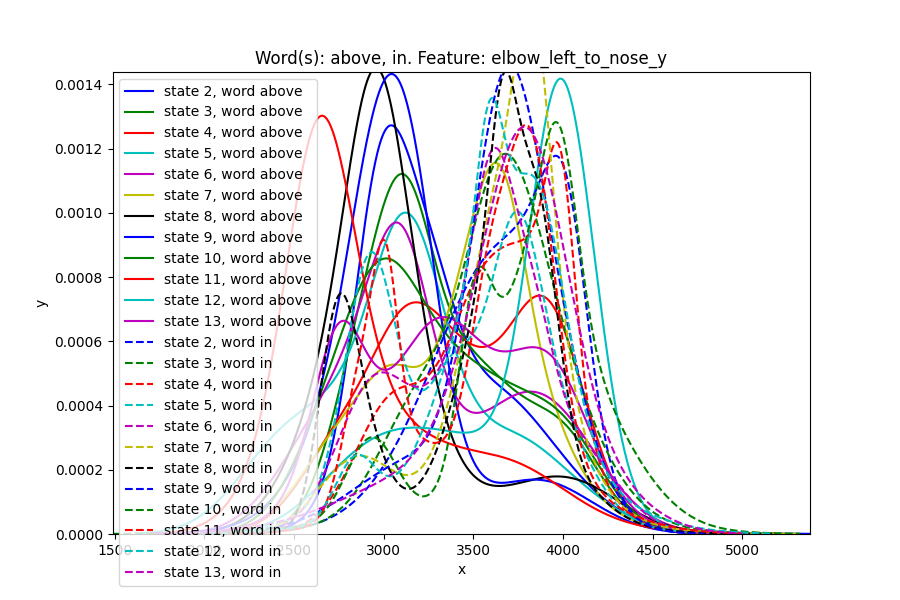 Word(s): above, in. Feature: elbow_left_to_nose_y
y
0.0014
0.0012
0.0010
0.0008
0.0006
0.0004
0.0002
0.0000
state 2, word above
state 3, word above
state 4, word above
state 5, word above
state 6, word above
state 7, word above
state 8, word above
state 9, word above
state 10, word above
state 11, word above
state 12, word above
state 13, word above
state 2, word in
state 3, word in
state 4, word in
state 5, word in
state 6, word in
state 7, word in
state 8, word in
state 9, word in
state 10, word in
state 11, word in
state 12, word in
state 13, word in
1500 2000 2500 3000 3500 4000 4500 5000
x